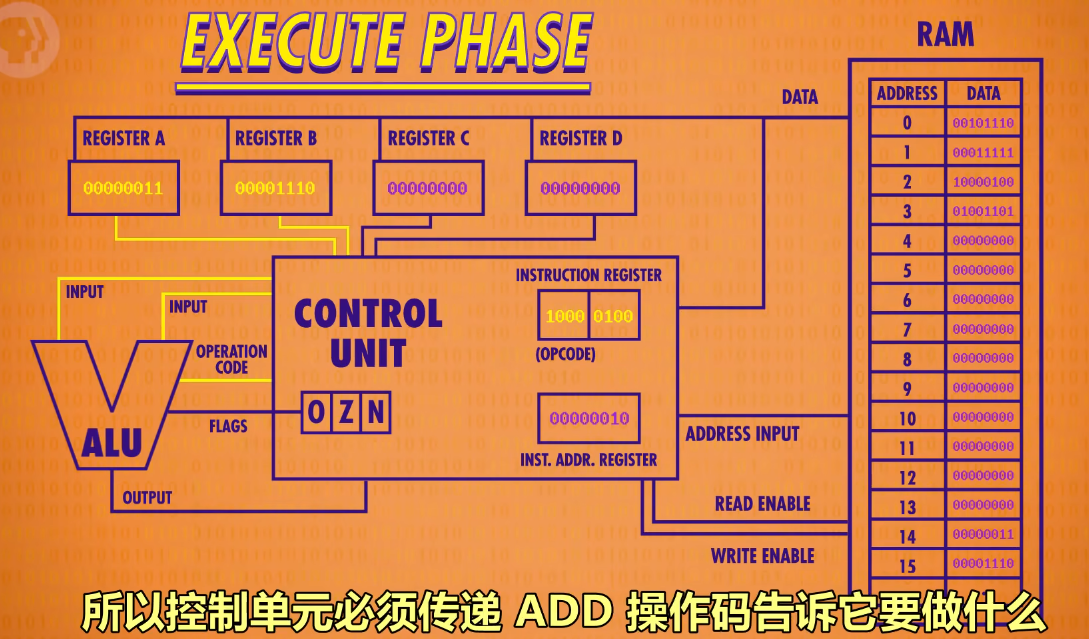 EXECUTE PHASE
RAM
DATA
ADDRESS DATA
0 00101110
1 00011111
2 10000100
3 01001101
4 00000000
5 00000000
6 00000000
7 00000000
8 00000000
9 00000000
10 00000000
11 00000000
12 00000000
13 00000000
14 00000011
15 00001110
REGISTER A
00000011
REGISTER B
00001110
REGISTER C
00000000
REGISTER D
00000000
INPUT
INPUT
OPERATION
CODE
FLAGS
ALU
OUTPUT
CONTROL
UNIT
O Z N
INSTRUCTION REGISTER
1000 0100
(OPCODE)
00000010
INST. ADDR. REGISTER
ADDRESS INPUT
READ ENABLE
WRITE ENABLE
所以控制单元必须传递 ADD 操作码告诉它要做什么